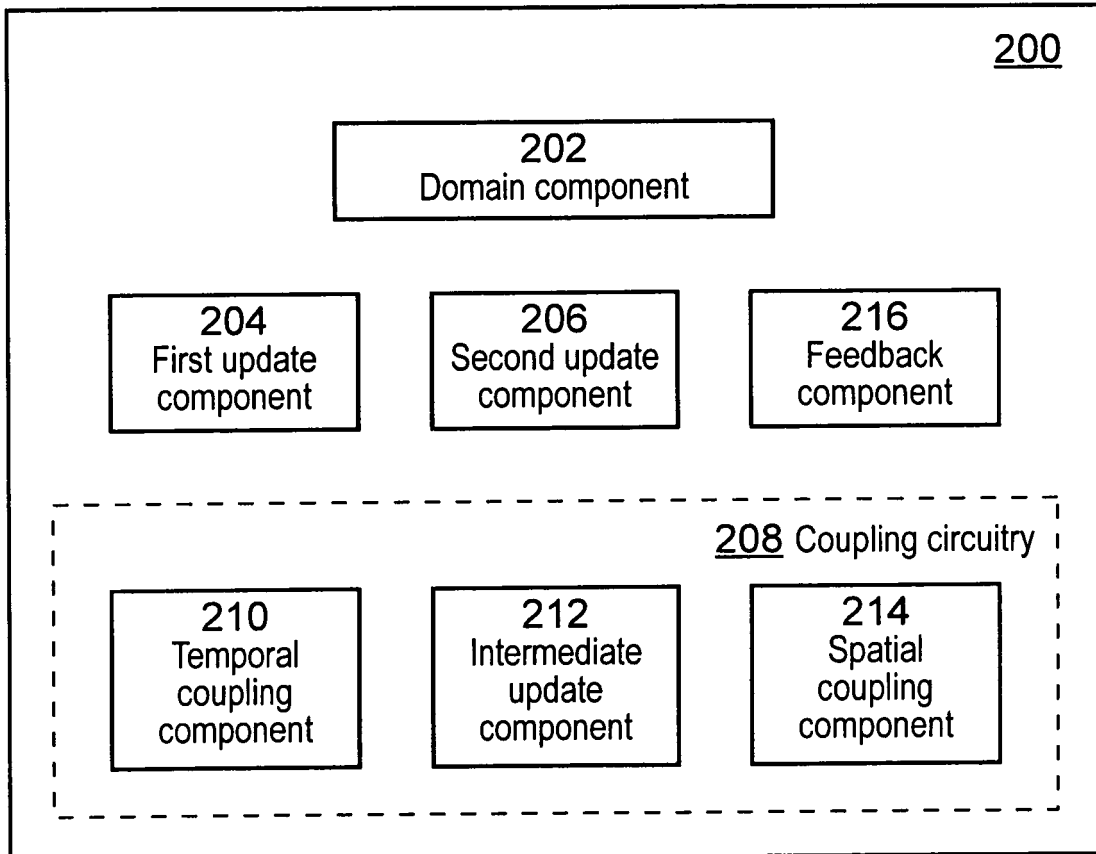 200
202
Domain component
204
First update
component
206
Second update
component
216
Feedback
component
208 Coupling circuitry
210
Temporal
coupling
component
212
Intermediate
update
component
214
Spatial
coupling
component